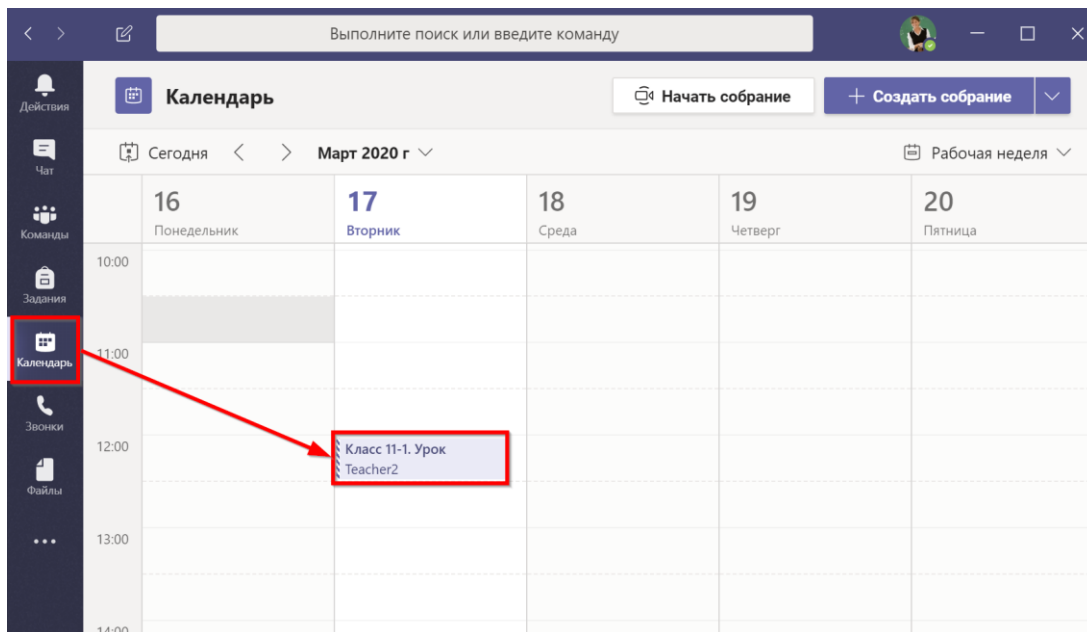 Выполните поиск или введите команду
Действия
Чат
Команды
Задания
Календарь
Звонки
Файлы
Календарь
Начать собрание
+ Создать собрание
Сегодня
Март 2020 г
Рабочая неделя
16
Понедельник
17
Вторник
18
Среда
19
Четверг
20
Пятница
10:00
11:00
12:00
Класс 11-1. Урок
Teacher2
13:00
14:00